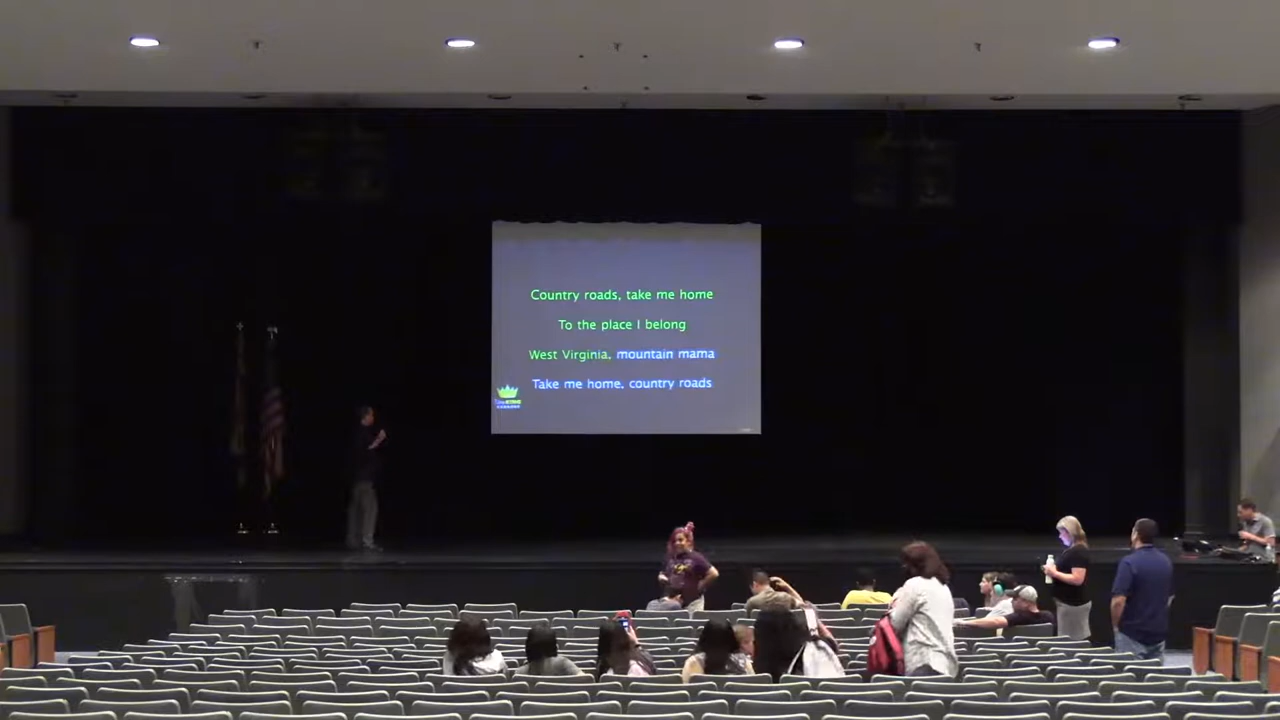 Country roads, take me home
To the place I belong
West Virginia, mountain mama
Take me home, country roads